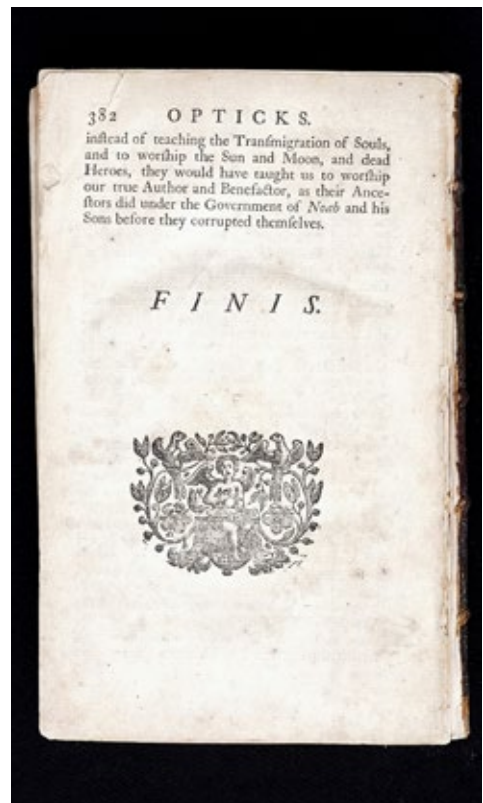 382 OPTICKS.
inſtead of teaching the Tranſmigration of Souls,
and to worſhip the Sun and Moon, and dead
Heroes, they would have taught us to worſhip
our true Author and Benefactor, as their Ance-
ſtors did under the Government of Noah and his
Sons before they corrupted themſelves.
FINIS.